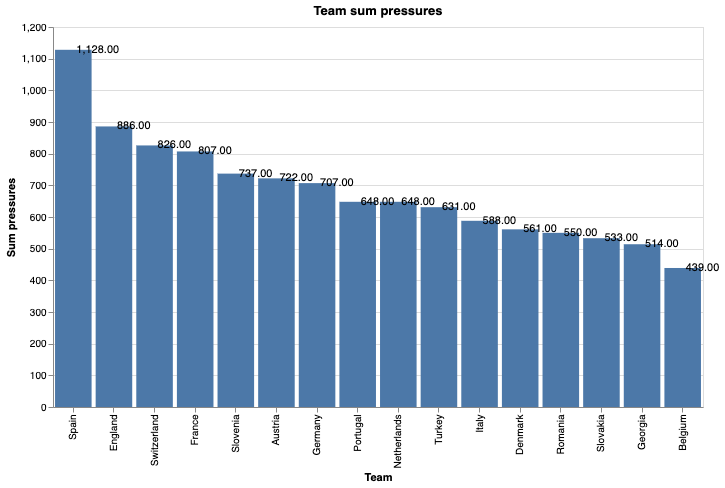 Team sum pressures
Sum pressures
1,200
1,100
1,000
900
800
700
600
500
400
300
200
100
0
1,128.00
886.00
826.00
807.00
737.00
722.00
707.00
648.00
648.00
631.00
588.00
561.00
550.00
533.00
514.00
439.00
Spain
England
Switzerland
France
Slovenia
Austria
Germany
Portugal
Netherlands
Turkey
Italy
Denmark
Romania
Slovakia
Georgia
Belgium
Team